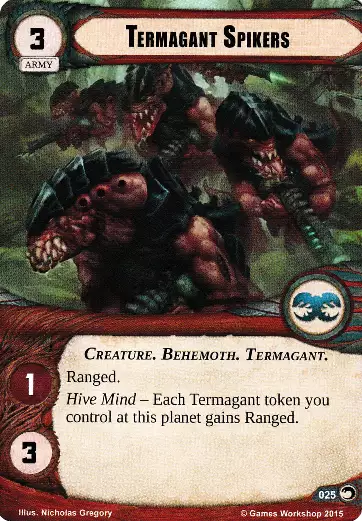 3
ARMY
TERMAGANT SPIKERS
CREATURE. BEHEMOTH. TERMAGANT.
1
Ranged.
Hive Mind – Each Termagant token you
control at this planet gains Ranged.
3
025
Illus. Nicholas Gregory
© Games Workshop 2015